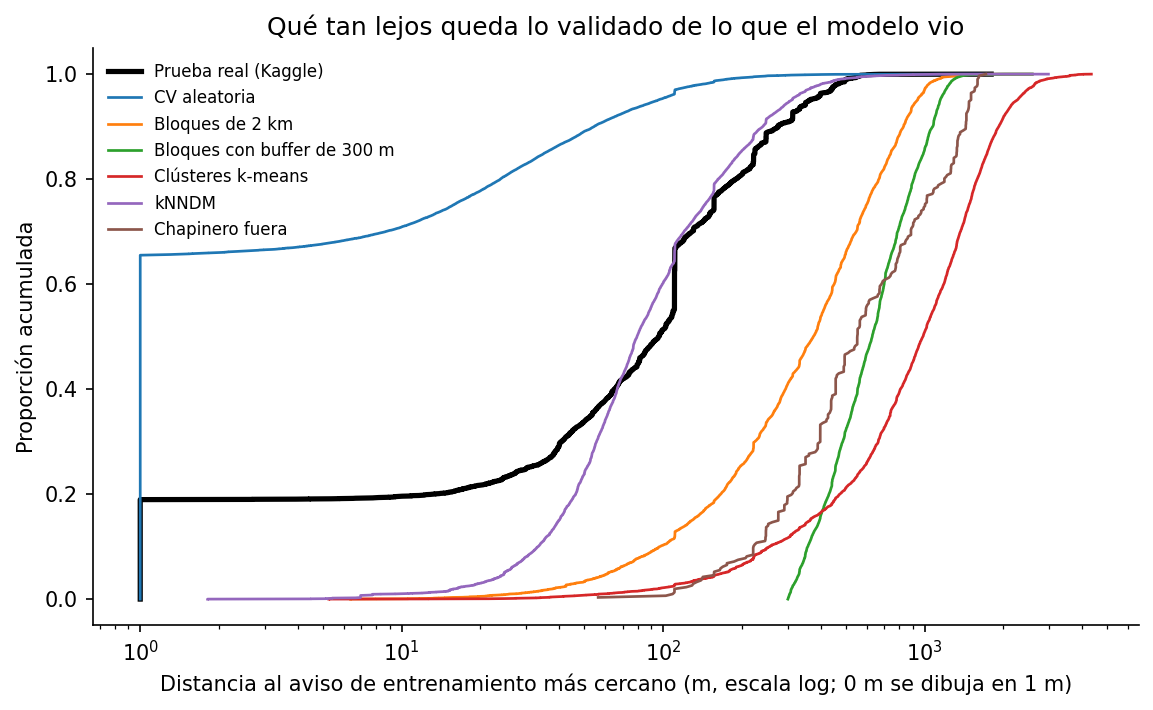 Qué tan lejos queda lo validado de lo que el modelo vio
Prueba real (Kaggle)
CV aleatoria
Bloques de 2 km
Bloques con buffer de 300 m
Clústeres k-means
kNNDM
Chapinero fuera
Proporción acumulada
1.0
0.8
0.6
0.4
0.2
0.0
10⁰ 10¹ 10² 10³
Distancia al aviso de entrenamiento más cercano (m, escala log; 0 m se dibuja en 1 m)